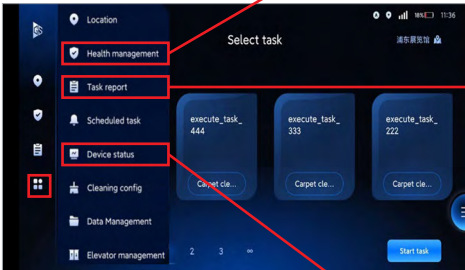 Location
18% 11:36
Health management
Select task
浦东展览馆
Task report
Scheduled task
execute_task_
444
execute_task_
333
execute_task_
222
Device status
Carpet cle...
Carpet cle...
Carpet cle...
Cleaning config
Data Management
Elevator management
2 3 ∞
Start task